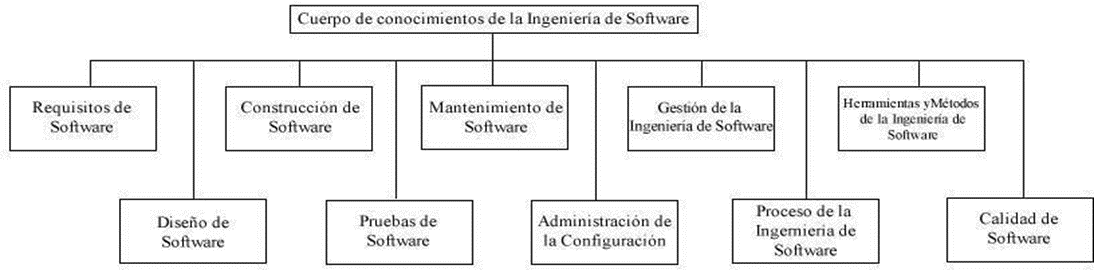 Cuerpo de conocimientos de la Ingeniería de Software
Requisitos de
Software
Construcción de
Software
Mantenimiento de
Software
Gestión de la
Ingeniería de Software
Herramientas yMétodos
de la Ingeniería de
Software
Diseño de
Software
Pruebas de
Software
Administración de
la Configuración
Proceso de la
Ingerniería de
Software
Calidad de
Software